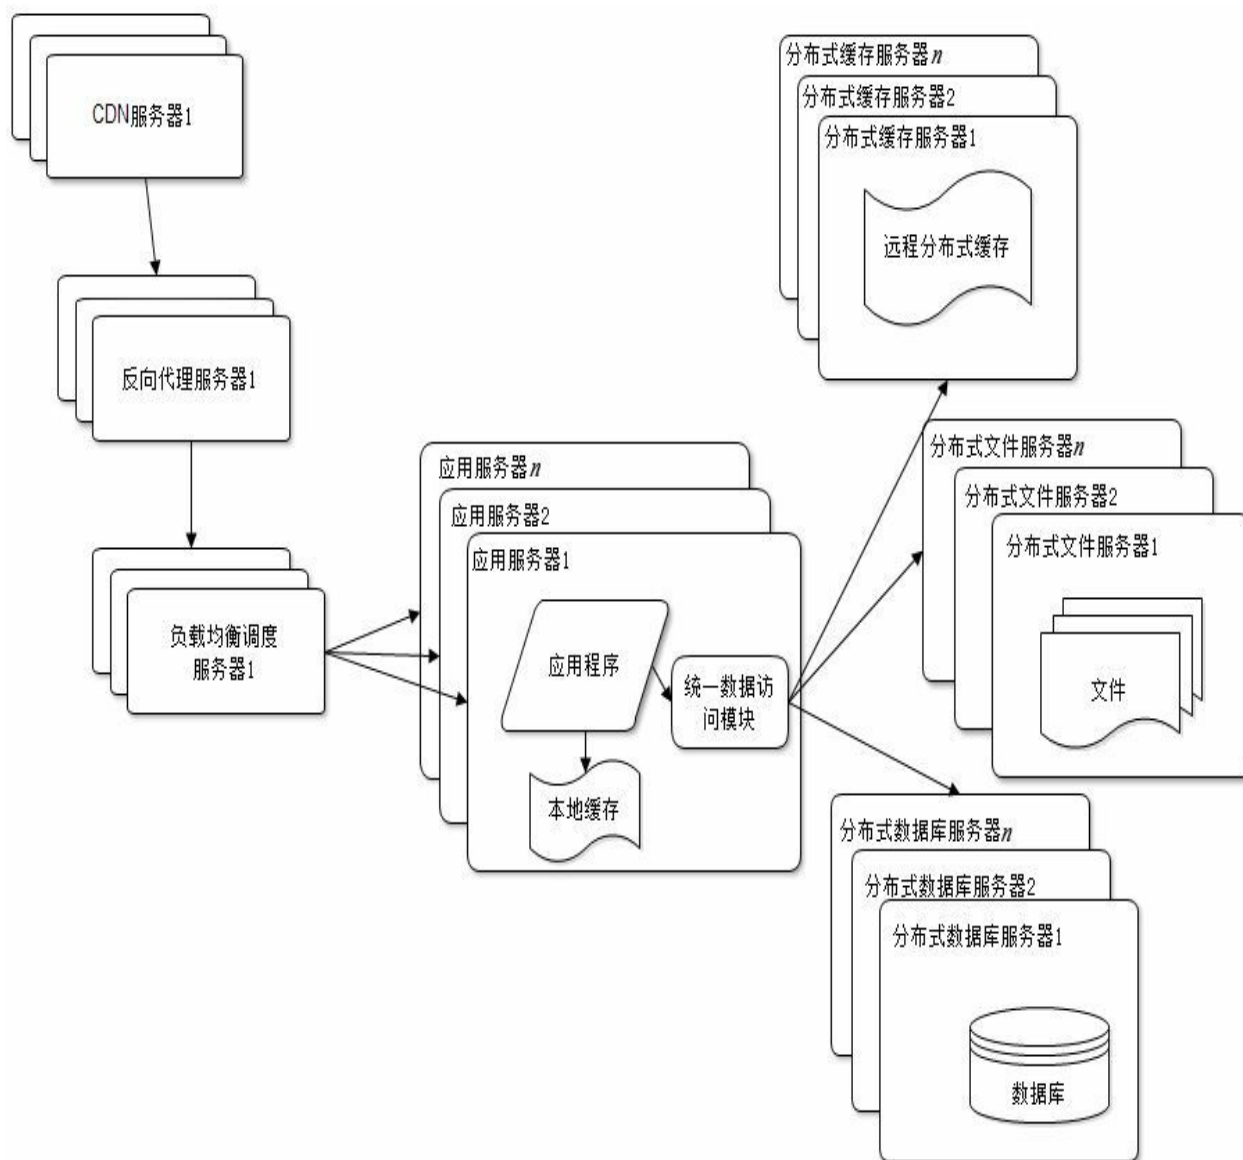 CDN服务器1
反向代理服务器1
负载均衡调度
服务器1
应用服务器n
应用服务器2
应用服务器1
应用程序
统一数据访
问模块
本地缓存
分布式缓存服务器n
分布式缓存服务器2
分布式缓存服务器1
远程分布式缓存
分布式文件服务器n
分布式文件服务器2
分布式文件服务器1
文件
分布式数据库服务器n
分布式数据库服务器2
分布式数据库服务器1
数据库